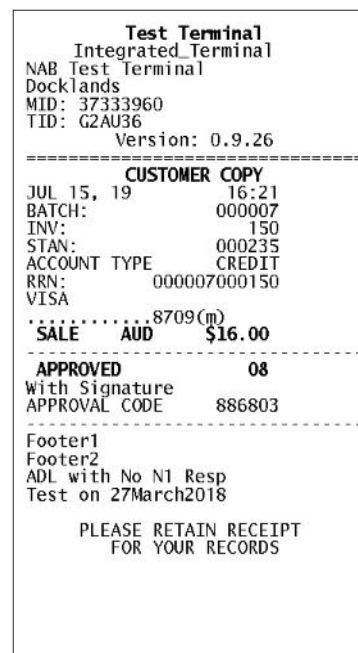 Test Terminal
Integrated_Terminal
NAB Test Terminal
Docklands
MID: 37333960
TID: G2AU36
Version: 0.9.26
================================
CUSTOMER COPY
JUL 15, 19 16:21
BATCH: 000007
INV: 150
STAN: 000235
ACCOUNT TYPE CREDIT
RRN: 000007000150
VISA
............8709(m)
SALE AUD $16.00
--------------------------------
APPROVED 08
With Signature
APPROVAL CODE 886803
--------------------------------
Footer1
Footer2
ADL with No N1 Resp
Test on 27March2018
PLEASE RETAIN RECEIPT
FOR YOUR RECORDS